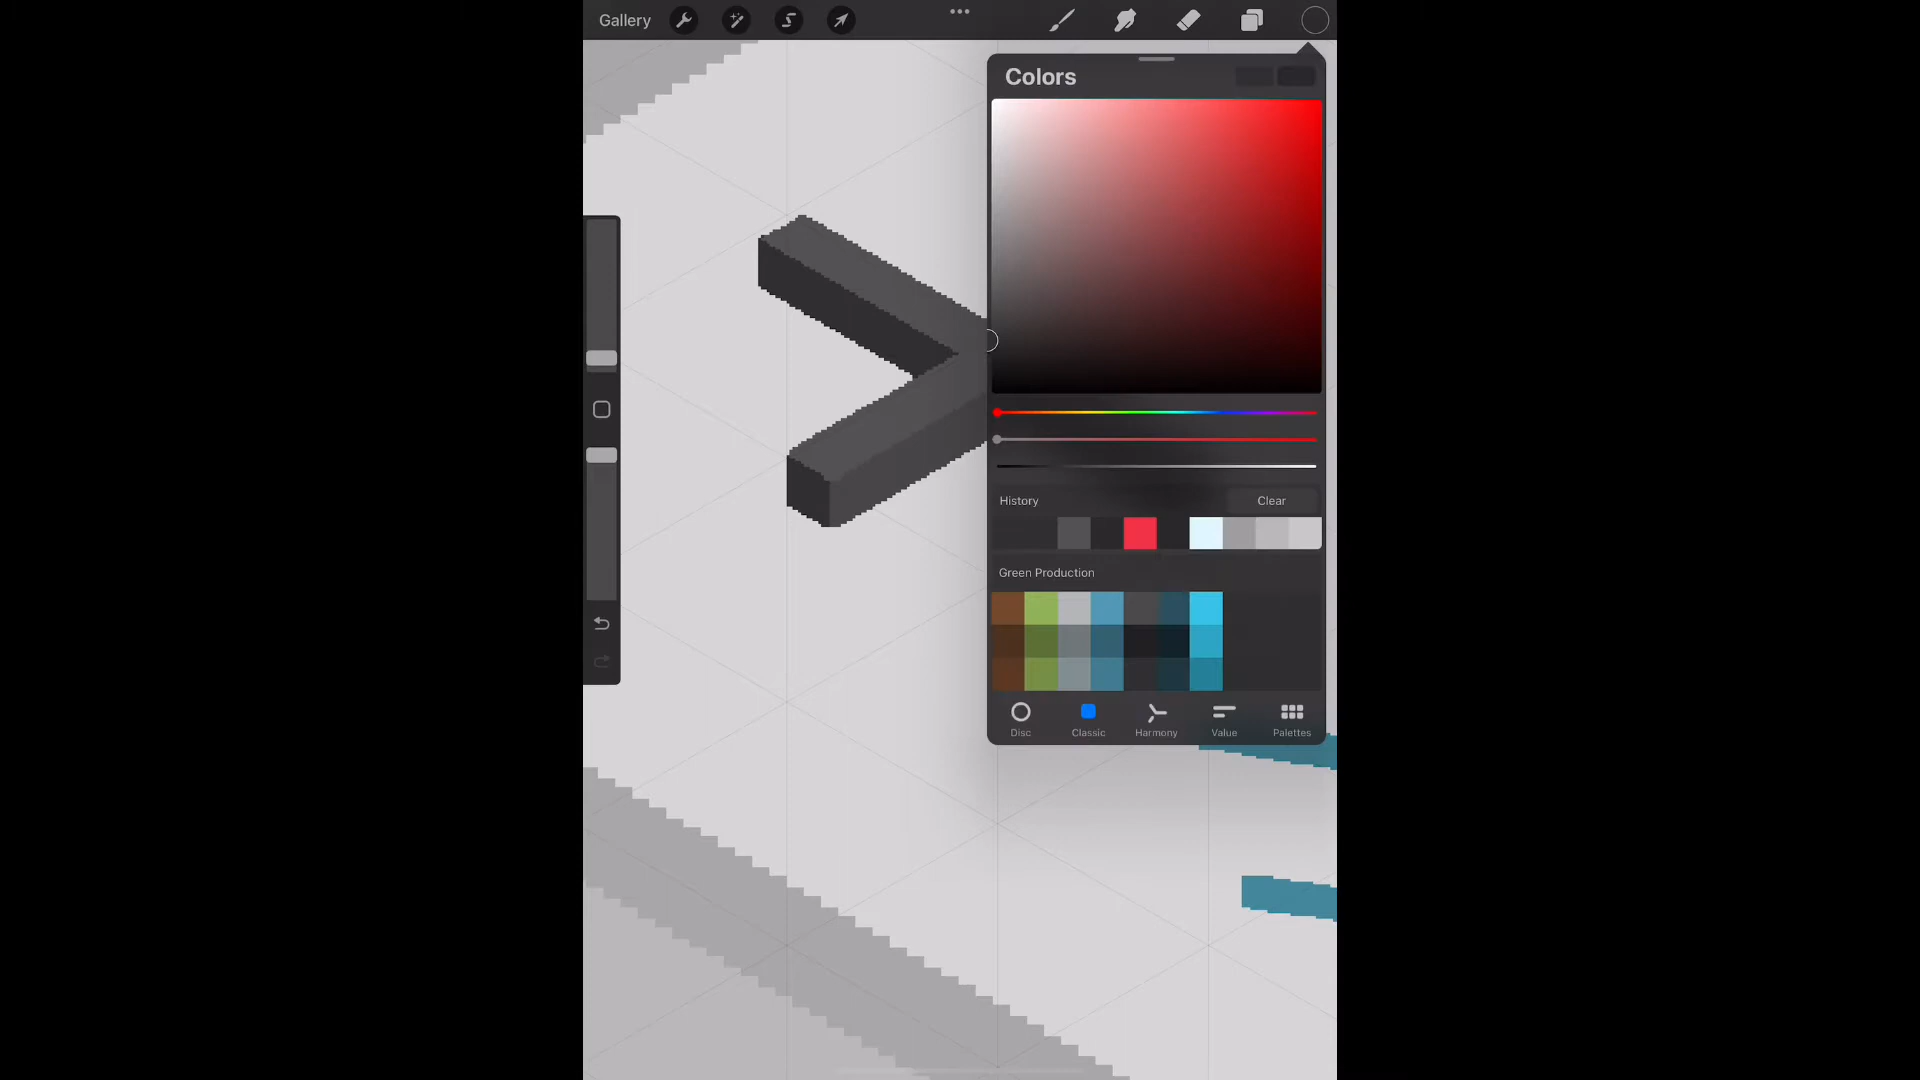 Gallery
Colors
History
Clear
Green Production
Disc
Classic
Harmony
Value
Palettes